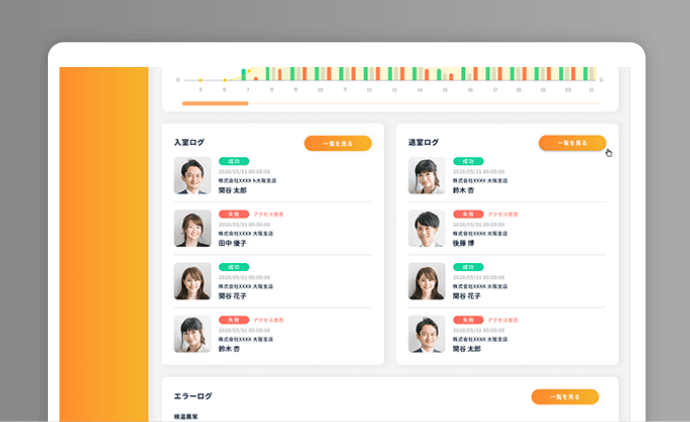 0
5 6 7 8 9 10 11 12 13 14 15 16 17 18 19 20 21
0
入室ログ
一覧を見る
成功
2020/05/31 00:00:00
株式会社XXXX h大阪支店
関谷 太郎
失敗 アクセス拒否
2020/05/31 00:00:00
株式会社XXXX 大阪支店
田中 優子
成功
2020/05/31 00:00:00
株式会社XXXX 大阪支店
関谷 花子
失敗 アクセス拒否
2020/05/31 00:00:00
株式会社XXXX 大阪支店
鈴木 杏
退室ログ
一覧を見る
成功
2020/05/31 00:00:00
株式会社XXXX 大阪支店
鈴木 杏
失敗 アクセス拒否
2020/05/31 00:00:00
株式会社XXXX 大阪支店
後藤 博
成功
2020/05/31 00:00:00
株式会社XXXX 大阪支店
関谷 花子
失敗 アクセス拒否
2020/05/31 00:00:00
株式会社XXXX 大阪支店
関谷 太郎
エラーログ
一覧を見る
検温異常